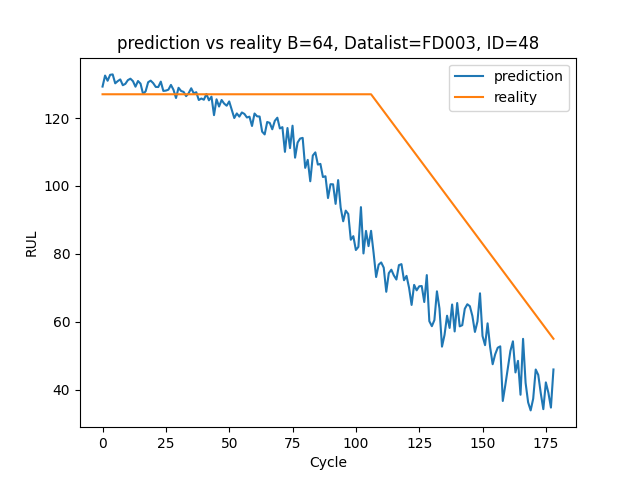 prediction vs reality B=64, Datalist=FD003, ID=48
prediction
reality
RUL
120
100
80
60
40
0 25 50 75 100 125 150 175
Cycle